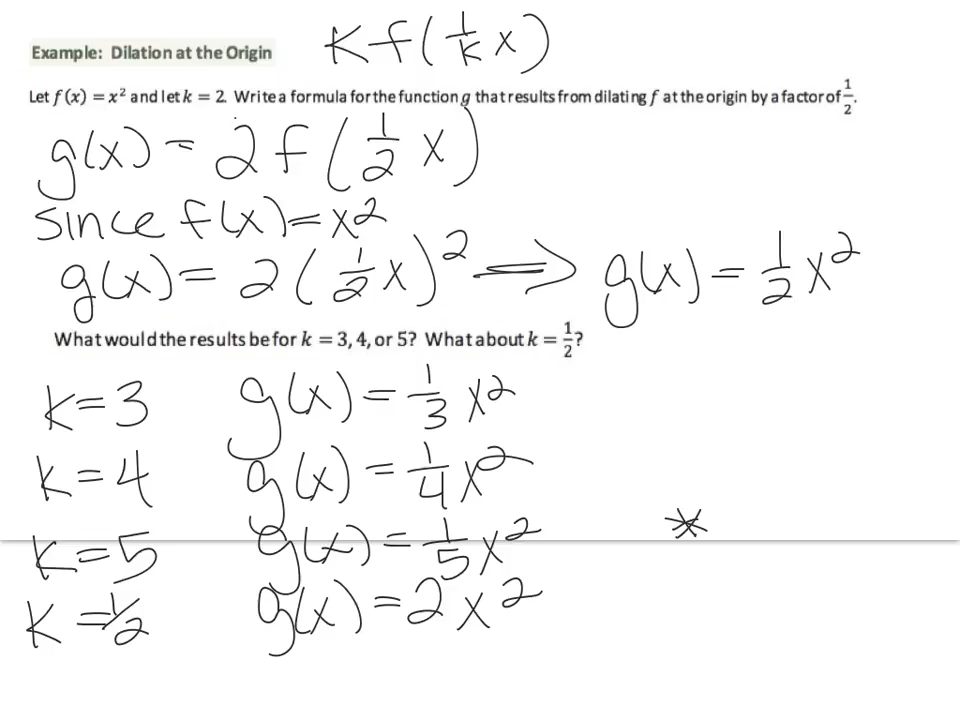 Example: Dilation at the Origin
K f(1/k x)
Let f(x) = x² and let k = 2. Write a formula for the function g that results from dilating f at the origin by a factor of 1/2.
g(x) = 2 f(1/2 x)
since f(x) = x²
g(x) = 2(1/2 x)² ⟹ g(x) = 1/2 x²
What would the results be for k = 3, 4, or 5? What about k = 1/2?
k = 3 g(x) = 1/3 x²
k = 4 g(x) = 1/4 x²
*
k = 5 g(x) = 1/5 x²
K = 1/2 g(x) = 2x²